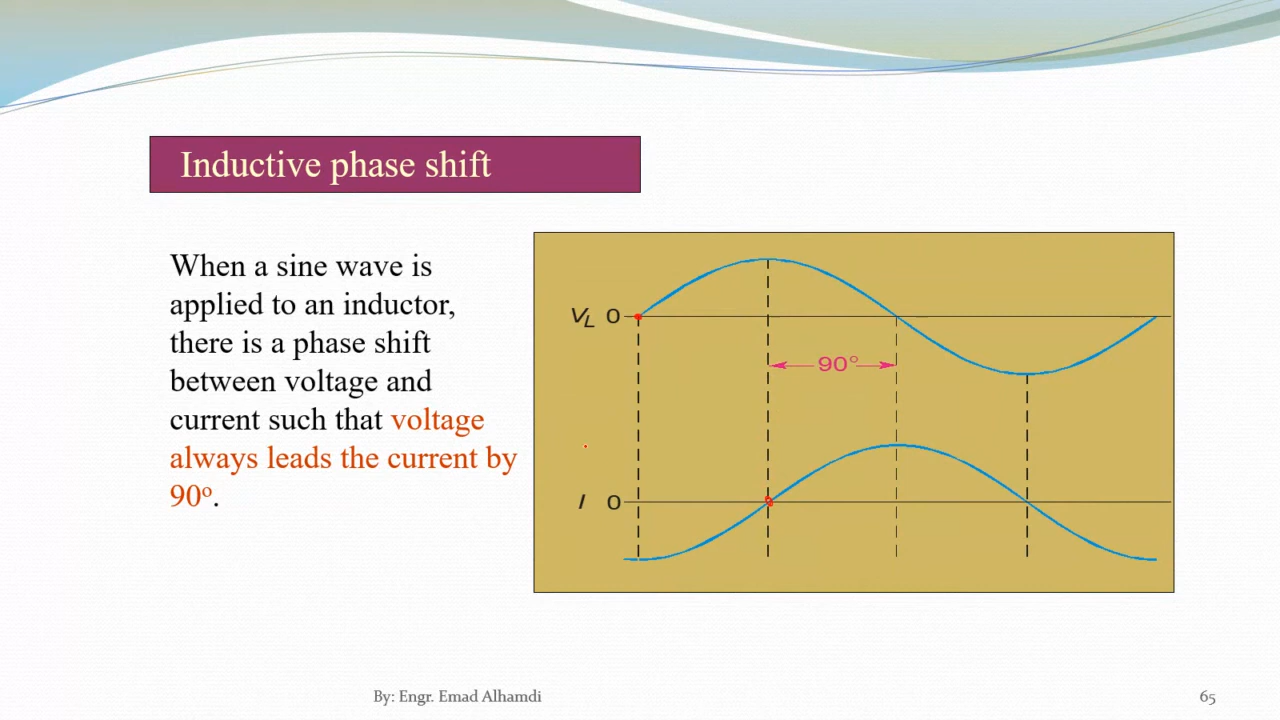 Inductive phase shift
When a sine wave is
applied to an inductor,
there is a phase shift
between voltage and
current such that voltage
always leads the current by
90º.
VL 0
90°
I 0
By: Engr. Emad Alhamdi
65